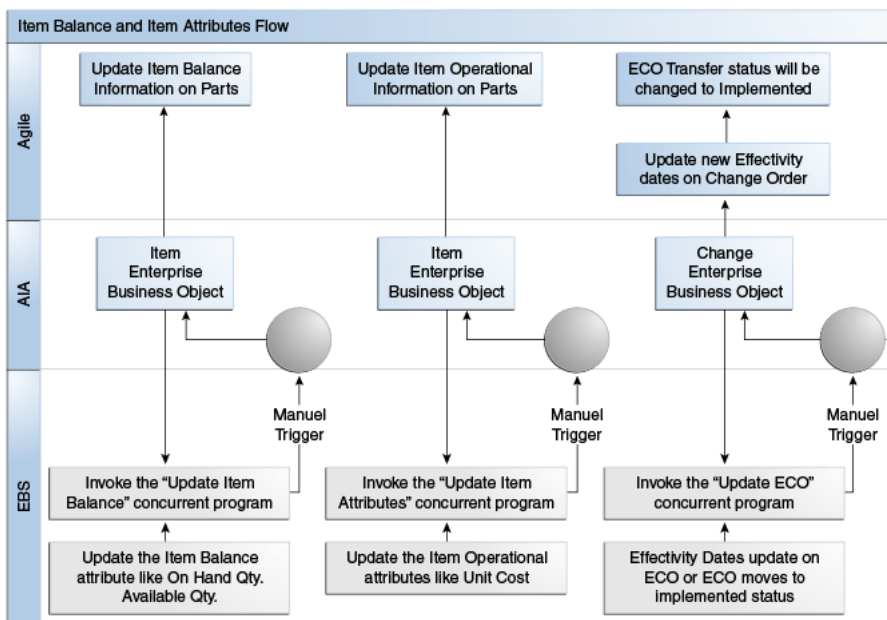 Item Balance and Item Attributes Flow
Agile
Update Item Balance
Information on Parts
Update Item Operational
Information on Parts
ECO Transfer status will be
changed to Implemented
Update new Effectivity
dates on Change Order
AIA
Item
Enterprise
Business Object
Item
Enterprise
Business Object
Change
Enterprise
Business Object
EBS
Manuel
Trigger
Manuel
Trigger
Manuel
Trigger
Invoke the “Update Item
Balance” concurrent program
Invoke the “Update Item
Attributes” concurrent program
Invoke the “Update ECO”
concurrent program
Update the Item Balance
attribute like On Hand Qty.
Available Qty.
Update the Item Operational
attributes like Unit Cost
Effectivity Dates update on
ECO or ECO moves to
implemented status